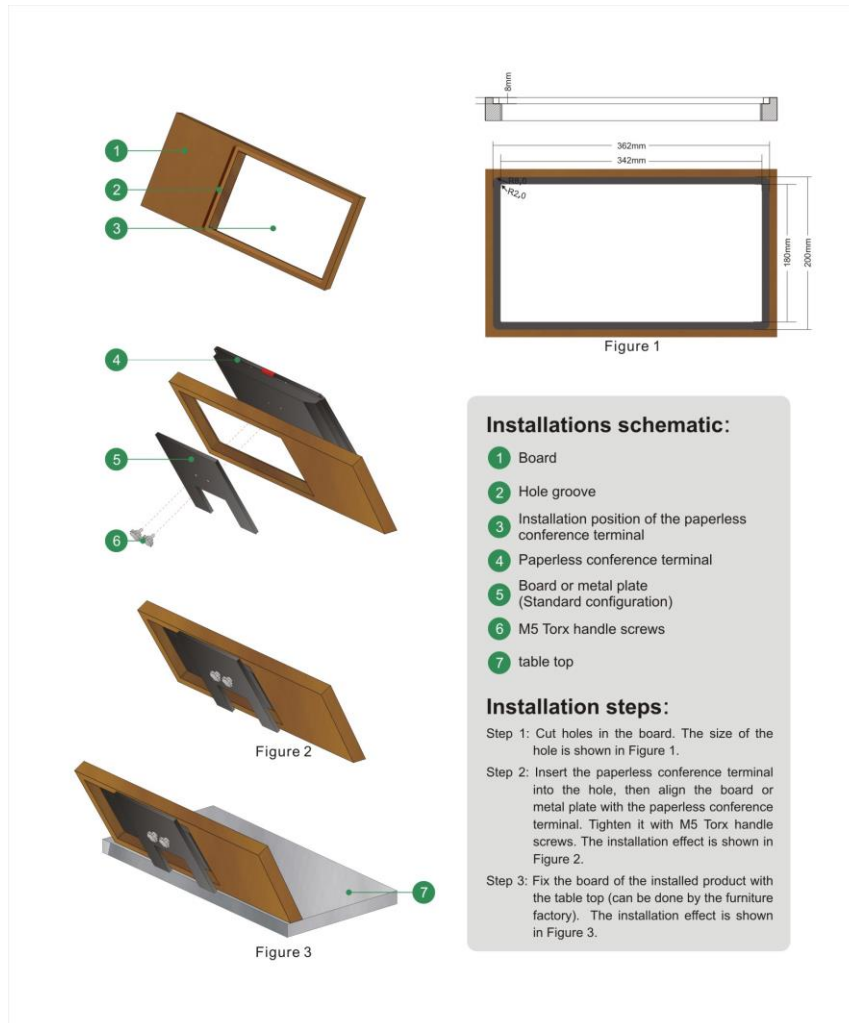 1
2
3
8mm
362mm
342mm
R6,0
R2,0
180mm
200mm
Figure 1
4
5
6
Figure 2
7
Figure 3
Installations schematic:
1 Board
2 Hole groove
3 Installation position of the paperless
conference terminal
4 Paperless conference terminal
5 Board or metal plate
(Standard configuration)
6 M5 Torx handle screws
7 table top
Installation steps:
Step 1: Cut holes in the board. The size of the
hole is shown in Figure 1.
Step 2: Insert the paperless conference terminal
into the hole, then align the board or
metal plate with the paperless conference
terminal. Tighten it with M5 Torx handle
screws. The installation effect is shown in
Figure 2.
Step 3: Fix the board of the installed product with
the table top (can be done by the furniture
factory). The installation effect is shown
in Figure 3.